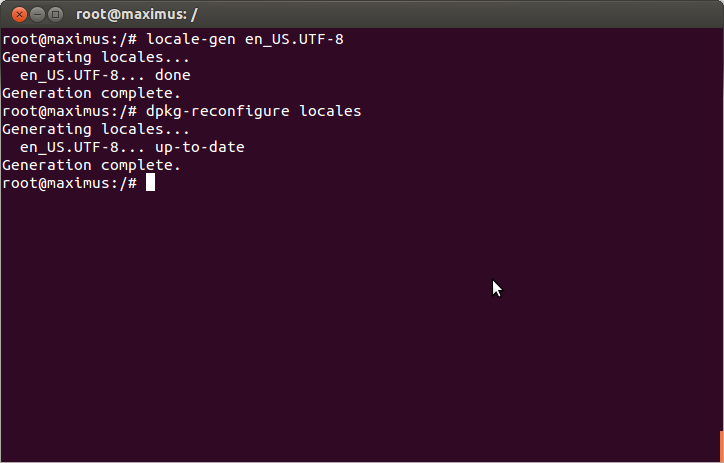 root@maximus: /
root@maximus:/# locale-gen en_US.UTF-8
Generating locales...
  en_US.UTF-8... done
Generation complete.
root@maximus:/# dpkg-reconfigure locales
Generating locales...
  en_US.UTF-8... up-to-date
Generation complete.
root@maximus:/#